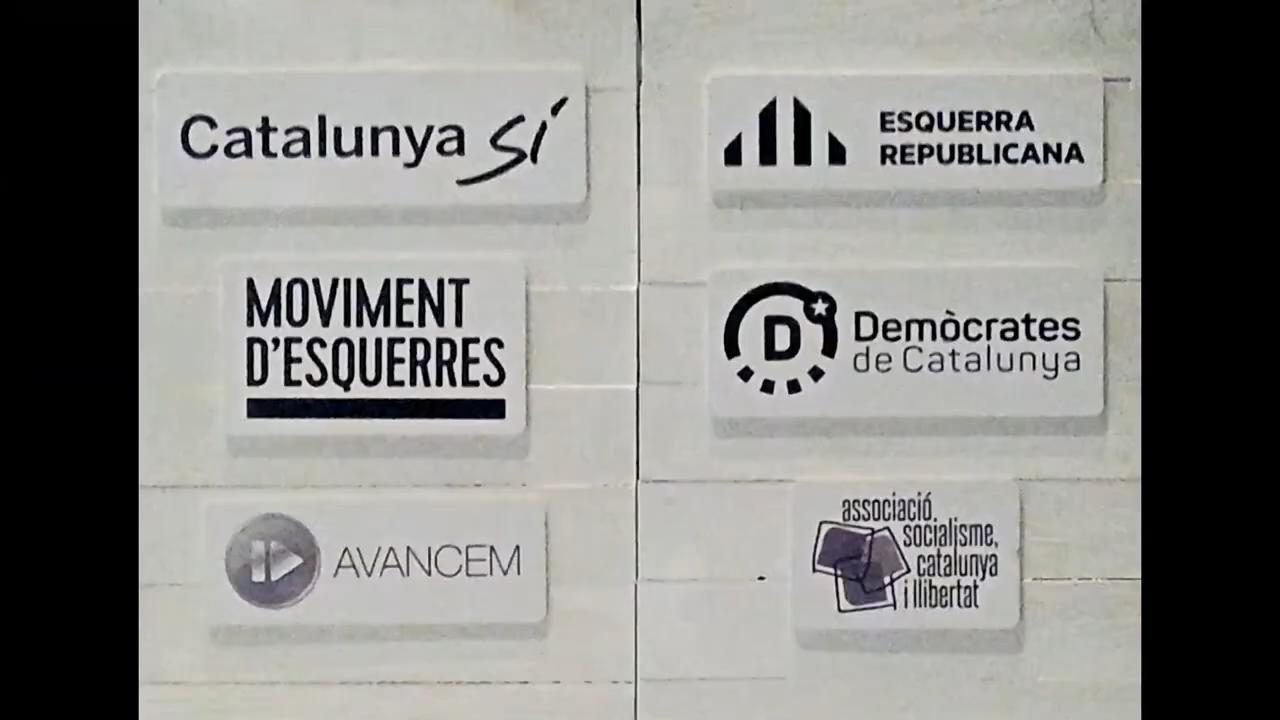 Catalunya sí
ESQUERRA
REPUBLICANA
MOVIMENT
D'ESQUERRES
D
Demòcrates
de Catalunya
AVANCEM
associació
socialisme,
catalunya
i llibertat